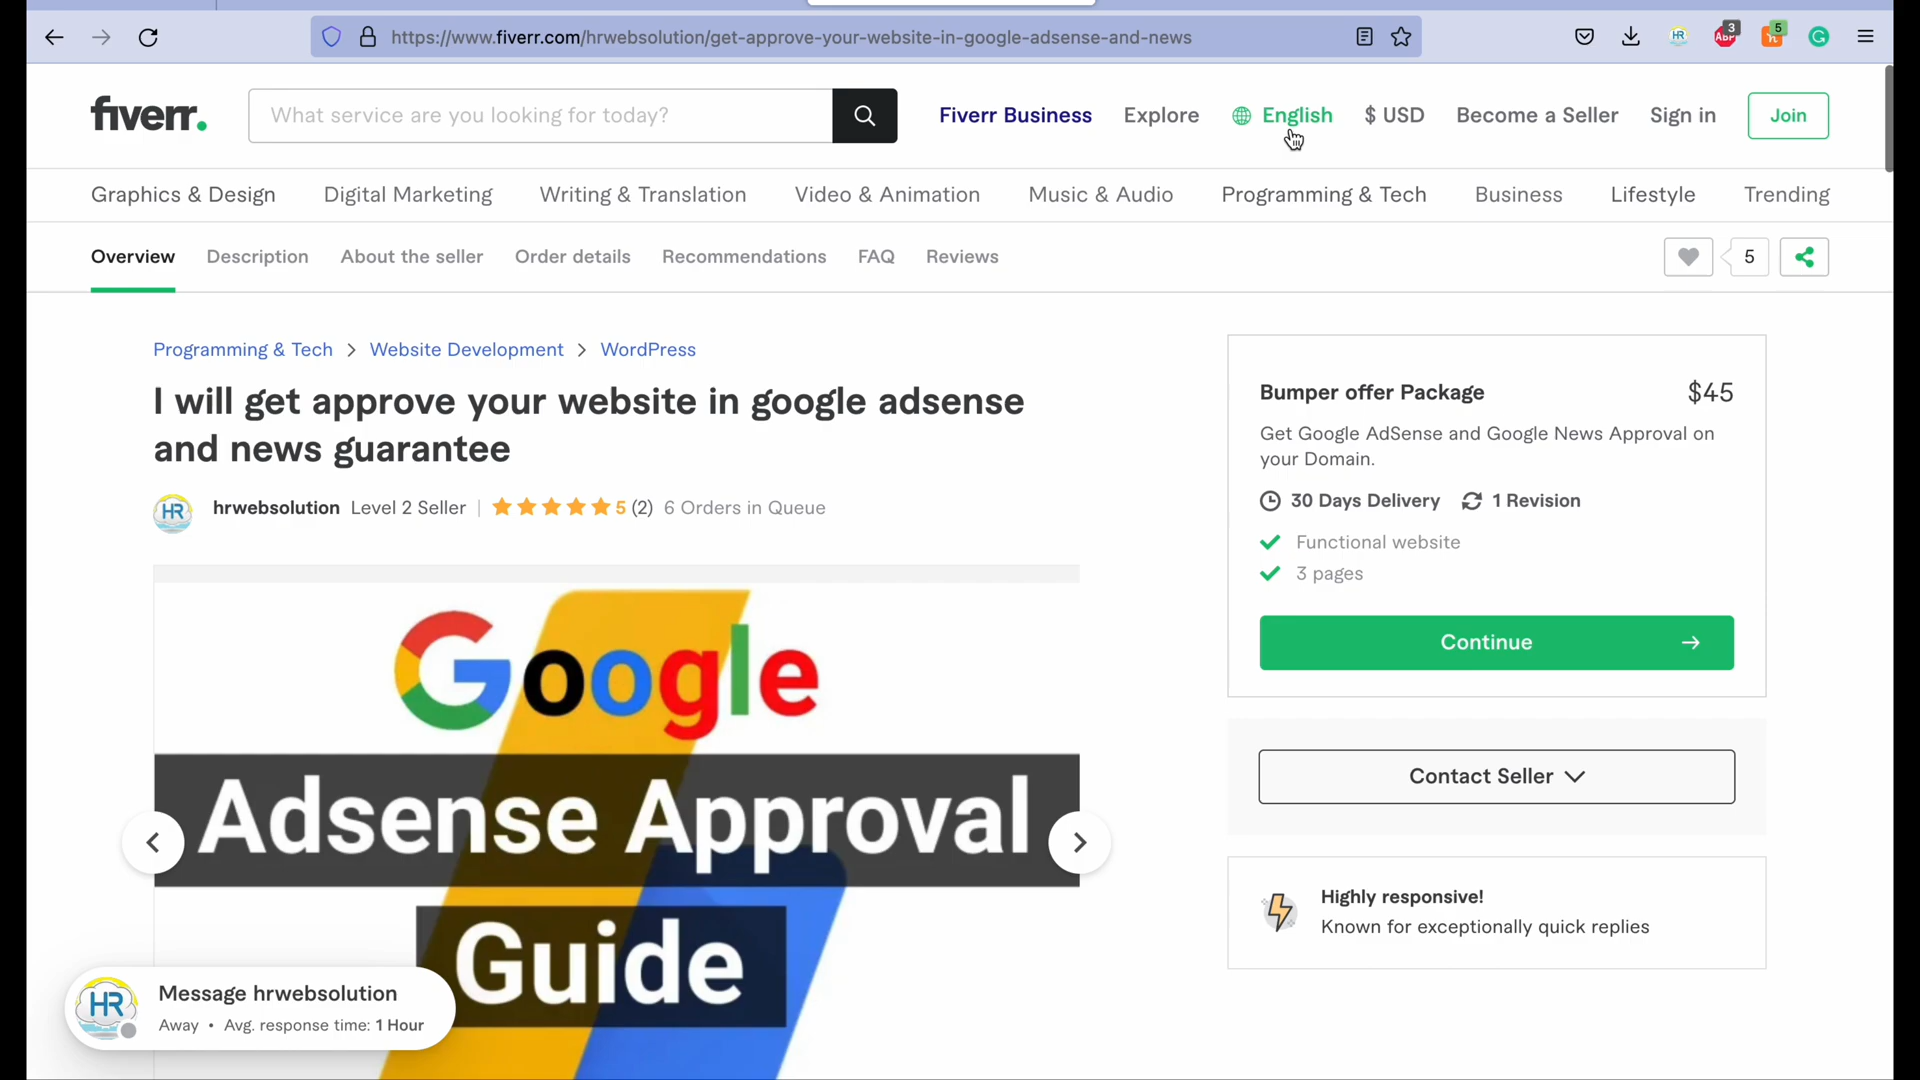 https://www.fiverr.com/hrwebsolution/get-approve-your-website-in-google-adsense-and-news
HR
ABP
3
5
fiverr.
What service are you looking for today?
Fiverr Business
Explore
English
$ USD
Become a Seller
Sign in
Join
Graphics & Design
Digital Marketing
Writing & Translation
Video & Animation
Music & Audio
Programming & Tech
Business
Lifestyle
Trending
Overview
Description
About the seller
Order details
Recommendations
FAQ
Reviews
5
Programming & Tech > Website Development > WordPress
I will get approve your website in google adsense
and news guarantee
HR
hrwebsolution Level 2 Seller | 5 (2) 6 Orders in Queue
Google
Adsense Approval
Guide
Bumper offer Package $45
Get Google AdSense and Google News Approval on
your Domain.
30 Days Delivery 1 Revision
Functional website
3 pages
Continue
Contact Seller
Highly responsive!
Known for exceptionally quick replies
HR
Message hrwebsolution
Away • Avg. response time: 1 Hour